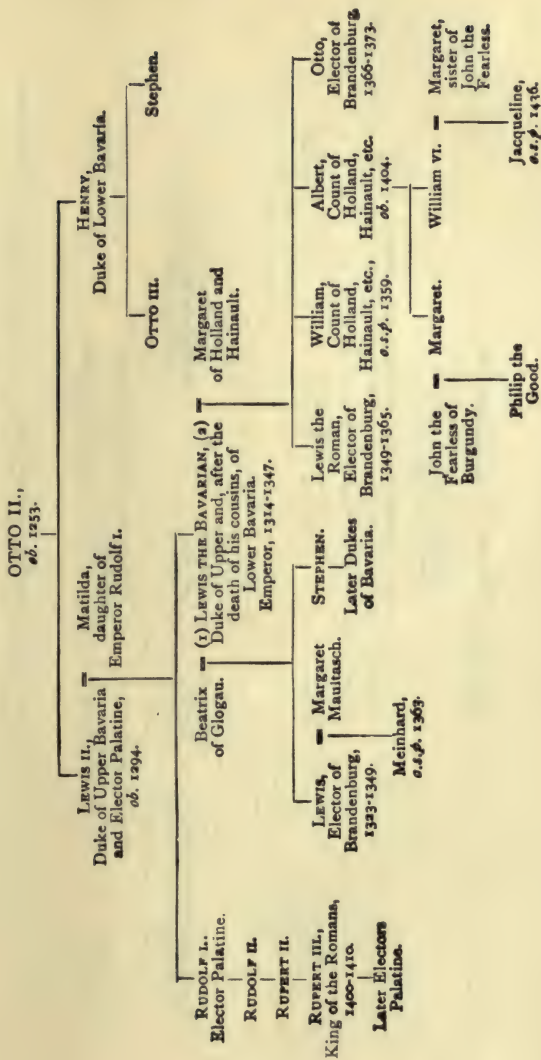 OTTO II.,
ob. 1253.
LEWIS II.,
Duke of Upper Bavaria
and Elector Palatine,
ob. 1294.
=
Matilda,
daughter of
Emperor Rudolf I.
HENRY,
Duke of Lower Bavaria.
OTTO III.
Stephen.
RUDOLF I.,
Elector Palatine.
RUDOLF II.
RUPERT II.
RUPERT III.,
King of the Romans,
1400-1410.
Later Electors
Palatine.
Beatrix
of Glogau.
= (1) LEWIS THE BAVARIAN, (2) =
Duke of Upper and, after the
death of his cousins, of
Lower Bavaria.
Emperor, 1314-1347.
Margaret
of Holland and
Hainault.
LEWIS,
Elector of
Brandenburg,
1323-1349.
=
Margaret
Maultasch.
Meinhard,
o.s.p. 1363.
STEPHEN.
Later Dukes
of Bavaria.
Lewis the
Roman,
Elector of
Brandenburg,
1349-1365.
William,
Count of
Holland,
Hainault, etc.,
o.s.p. 1359.
Albert,
Count of
Holland,
Hainault, etc.
ob. 1404.
Otto,
Elector of
Brandenburg,
1366-1373.
John the
Fearless of
Burgundy.
=
Margaret.
William VI.
=
Margaret,
sister of
John the
Fearless.
Philip the
Good.
Jacqueline,
o.s.p. 1436.